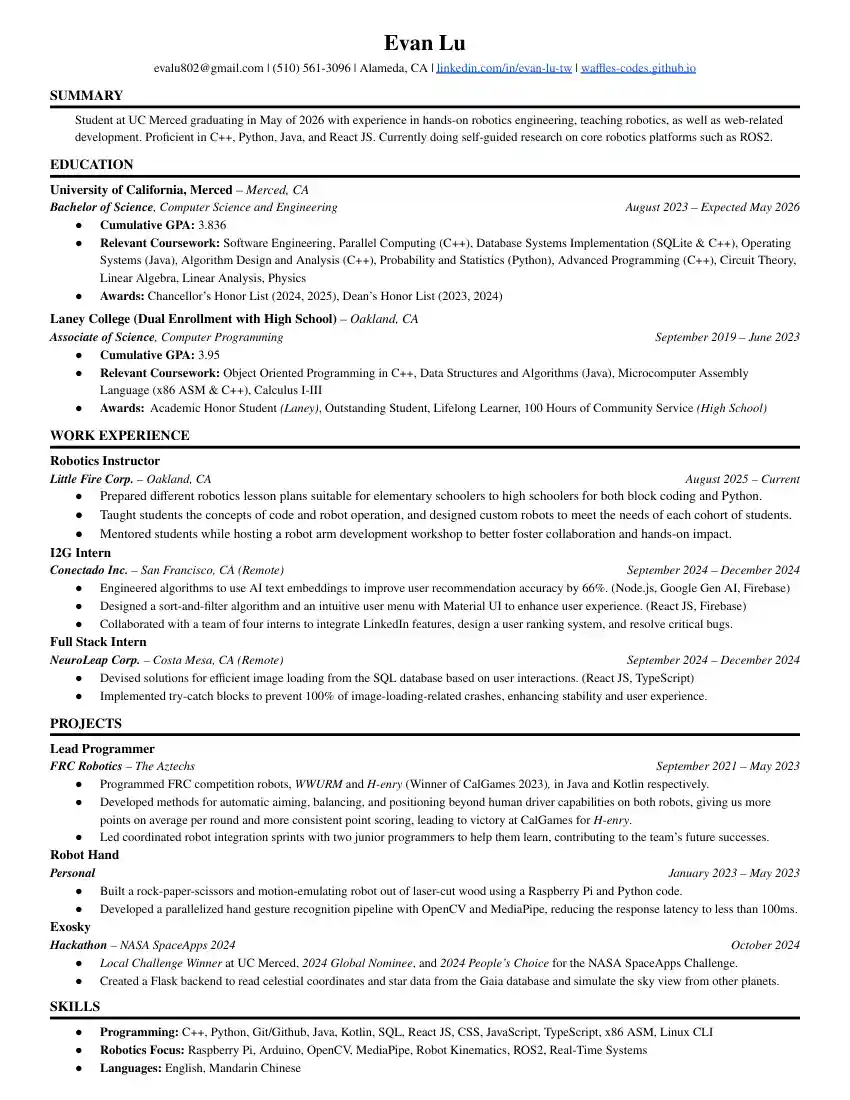 Evan Lu
evalu802@gmail.com | (510) 561-3096 | Alameda, CA | linkedin.com/in/evan-lu-tw | waffles-codes.github.io
SUMMARY
Student at UC Merced graduating in May of 2026 with experience in hands-on robotics engineering, teaching robotics, as well as web-related
development. Proficient in C++, Python, Java, and React JS. Currently doing self-guided research on core robotics platforms such as ROS2.
EDUCATION
University of California, Merced – Merced, CA
Bachelor of Science, Computer Science and Engineering August 2023 – Expected May 2026
● Cumulative GPA: 3.836
● Relevant Coursework: Software Engineering, Parallel Computing (C++), Database Systems Implementation (SQLite & C++), Operating
Systems (Java), Algorithm Design and Analysis (C++), Probability and Statistics (Python), Advanced Programming (C++), Circuit Theory,
Linear Algebra, Linear Analysis, Physics
● Awards: Chancellor's Honor List (2024, 2025), Dean's Honor List (2023, 2024)
Laney College (Dual Enrollment with High School) – Oakland, CA
Associate of Science, Computer Programming September 2019 – June 2023
● Cumulative GPA: 3.95
● Relevant Coursework: Object Oriented Programming in C++, Data Structures and Algorithms (Java), Microcomputer Assembly
Language (x86 ASM & C++), Calculus I-III
● Awards: Academic Honor Student (Laney), Outstanding Student, Lifelong Learner, 100 Hours of Community Service (High School)
WORK EXPERIENCE
Robotics Instructor
Little Fire Corp. – Oakland, CA August 2025 – Current
● Prepared different robotics lesson plans suitable for elementary schoolers to high schoolers for both block coding and Python.
● Taught students the concepts of code and robot operation, and designed custom robots to meet the needs of each cohort of students.
● Mentored students while hosting a robot arm development workshop to better foster collaboration and hands-on impact.
I2G Intern
Conectado Inc. – San Francisco, CA (Remote) September 2024 – December 2024
● Engineered algorithms to use AI text embeddings to improve user recommendation accuracy by 66%. (Node.js, Google Gen AI, Firebase)
● Designed a sort-and-filter algorithm and an intuitive user menu with Material UI to enhance user experience. (React JS, Firebase)
● Collaborated with a team of four interns to integrate LinkedIn features, design a user ranking system, and resolve critical bugs.
Full Stack Intern
NeuroLeap Corp. – Costa Mesa, CA (Remote) September 2024 – December 2024
● Devised solutions for efficient image loading from the SQL database based on user interactions. (React JS, TypeScript)
● Implemented try-catch blocks to prevent 100% of image-loading-related crashes, enhancing stability and user experience.
PROJECTS
Lead Programmer
FRC Robotics – The Aztechs September 2021 – May 2023
● Programmed FRC competition robots, WWURM and H-enry (Winner of CalGames 2023), in Java and Kotlin respectively.
● Developed methods for automatic aiming, balancing, and positioning beyond human driver capabilities on both robots, giving us more
points on average per round and more consistent point scoring, leading to victory at CalGames for H-enry.
● Led coordinated robot integration sprints with two junior programmers to help them learn, contributing to the team's future successes.
Robot Hand
Personal January 2023 – May 2023
● Built a rock-paper-scissors and motion-emulating robot out of laser-cut wood using a Raspberry Pi and Python code.
● Developed a parallelized hand gesture recognition pipeline with OpenCV and MediaPipe, reducing the response latency to less than 100ms.
Exosky
Hackathon – NASA SpaceApps 2024 October 2024
● Local Challenge Winner at UC Merced, 2024 Global Nominee, and 2024 People's Choice for the NASA SpaceApps Challenge.
● Created a Flask backend to read celestial coordinates and star data from the Gaia database and simulate the sky view from other planets.
SKILLS
● Programming: C++, Python, Git/Github, Java, Kotlin, SQL, React JS, CSS, JavaScript, TypeScript, x86 ASM, Linux CLI
● Robotics Focus: Raspberry Pi, Arduino, OpenCV, MediaPipe, Robot Kinematics, ROS2, Real-Time Systems
● Languages: English, Mandarin Chinese